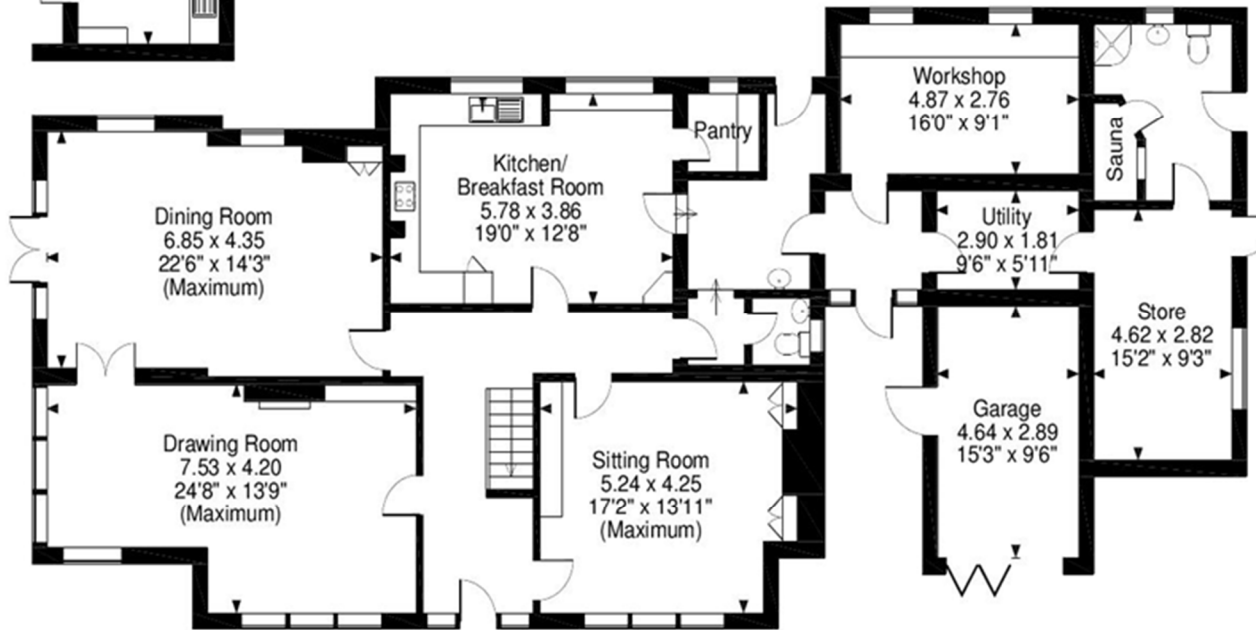 Workshop
4.87 x 2.76
16'0" x 9'1"
Pantry
Sauna
Kitchen/
Breakfast Room
5.78 x 3.86
19'0" x 12'8"
Dining Room
6.85 x 4.35
22'6" x 14'3"
(Maximum)
Utility
2.90 x 1.81
9'6" x 5'11"
Store
4.62 x 2.82
15'2" x 9'3"
Garage
4.64 x 2.89
15'3" x 9'6"
Drawing Room
7.53 x 4.20
24'8" x 13'9"
(Maximum)
Sitting Room
5.24 x 4.25
17'2" x 13'11"
(Maximum)